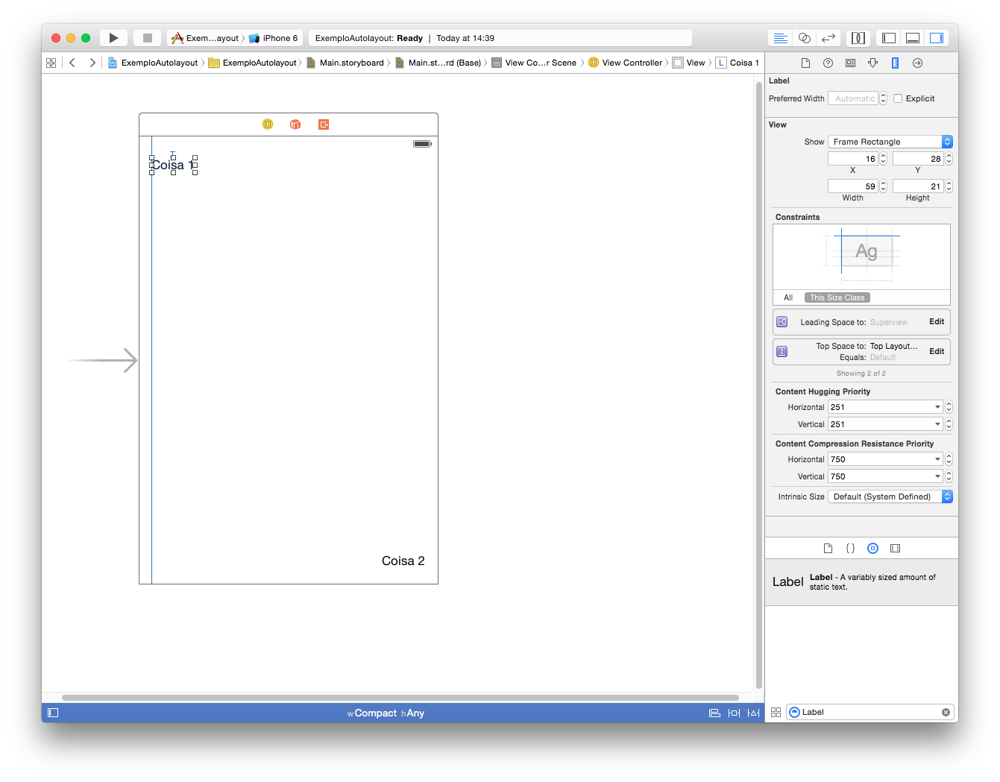 Exem...ayout
iPhone 6
ExemploAutolayout: Ready | Today at 14:39
ExemploAutolayout
ExemploAutolayout
Main.storyboard
Main.st...rd (Base)
View Co...r Scene
View Controller
View
L Coisa 1
Coisa 1
Coisa 2
wCompact hAny
Label
Preferred Width Automatic Explicit
View
Show Frame Rectangle
16 28
X Y
59 21
Width Height
Constraints
Ag
All This Size Class
Leading Space to: Superview Edit
Top Space to: Top Layout... Edit
Equals: Default
Showing 2 of 2
Content Hugging Priority
Horizontal 251
Vertical 251
Content Compression Resistance Priority
Horizontal 750
Vertical 750
Intrinsic Size Default (System Defined)
{}
Label Label - A variably sized amount of
static text.
Label